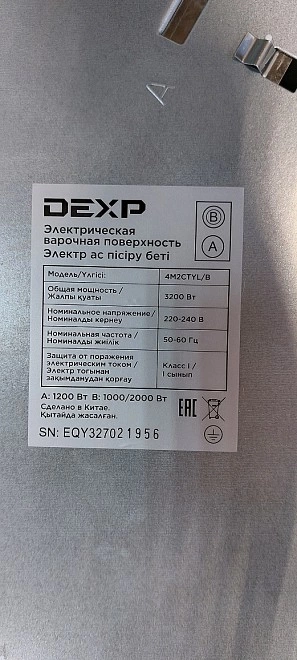 A
DEXP
Электрическая
варочная поверхность
Электр ас пісіру беті
B
A
Модель/Үлгісі: 4M2CTYL/B
Общая мощность /
Жалпы қуаты 3200 Вт
Номинальное напряжение/
Номиналды кернеу 220-240 В
Номинальная частота /
Номиналды жиілік 50-60 Гц
Защита от поражения
электрическим током /
Электр тогынан
зақымдамудан қорғау
Класс I /
I сынып
A: 1200 Вт B: 1000/2000 Вт
Сделано в Китае.
Қытайда жасалған.
EAC
SN: EQY327021956